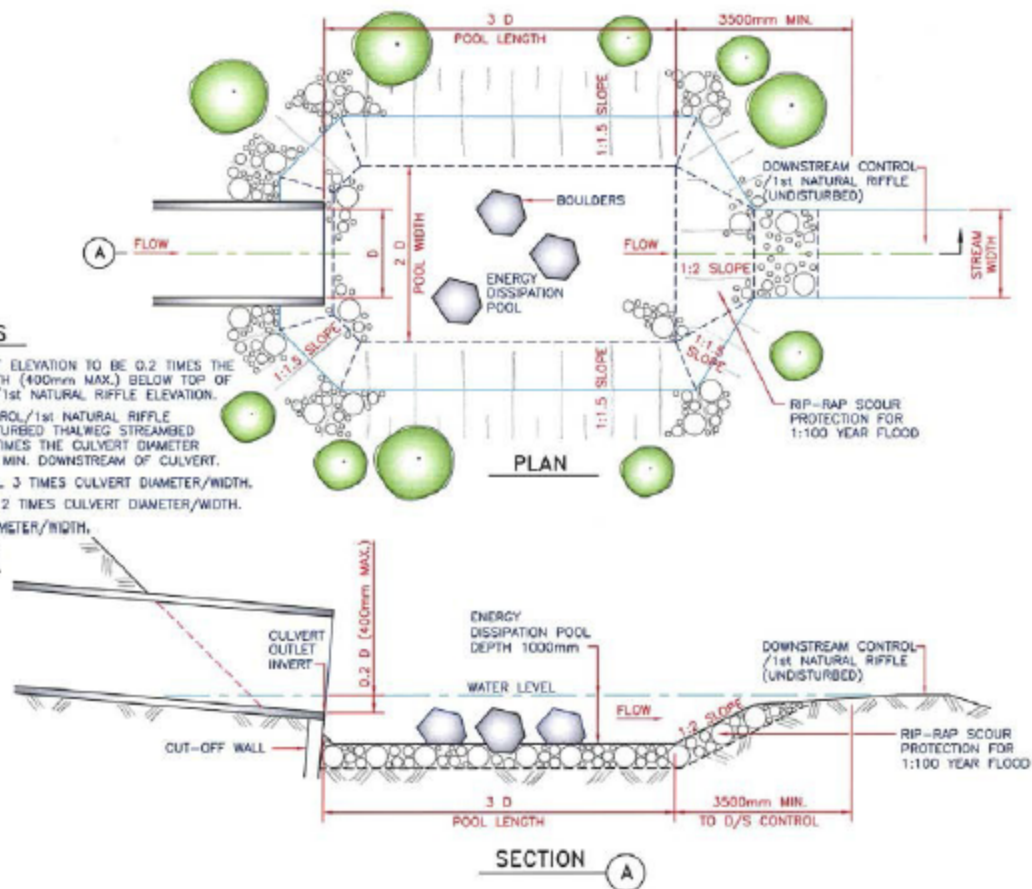 3 D
POOL LENGTH
3500mm MIN.
1:1.5 SLOPE
DOWNSTREAM CONTROL
/1st NATURAL RIFFLE
(UNDISTURBED)
BOULDERS
A
FLOW
D
2 D
POOL WIDTH
FLOW
STREAM
WIDTH
1:2 SLOPE
ENERGY
DISSIPATION
POOL
S
T ELEVATION TO BE 0.2 TIMES THE
TH (400mm MAX.) BELOW TOP OF
/1st NATURAL RIFFLE ELEVATION.
ROL/1st NATURAL RIFFLE
TURBED THALWEG STREAMBED
TIMES THE CULVERT DIAMETER
MIN. DOWNSTREAM OF CULVERT.
L 3 TIMES CULVERT DIAMETER/WIDTH.
2 TIMES CULVERT DIAMETER/WIDTH.
METER/WIDTH.
1:1.5 SLOPE
1:1.5 SLOPE
1:1.5
SLOPE
RIP-RAP SCOUR
PROTECTION FOR
1:100 YEAR FLOOD
PLAN
0.2 D (400mm MAX.)
CULVERT
OUTLET
INVERT
ENERGY
DISSIPATION POOL
DEPTH 1000mm
WATER LEVEL
FLOW
1:2 SLOPE
DOWNSTREAM CONTROL
/1st NATURAL RIFFLE
(UNDISTURBED)
CUT-OFF WALL
RIP-RAP SCOUR
PROTECTION FOR
1:100 YEAR FLOOD
3 D
POOL LENGTH
3500mm MIN.
TO D/S CONTROL
SECTION A